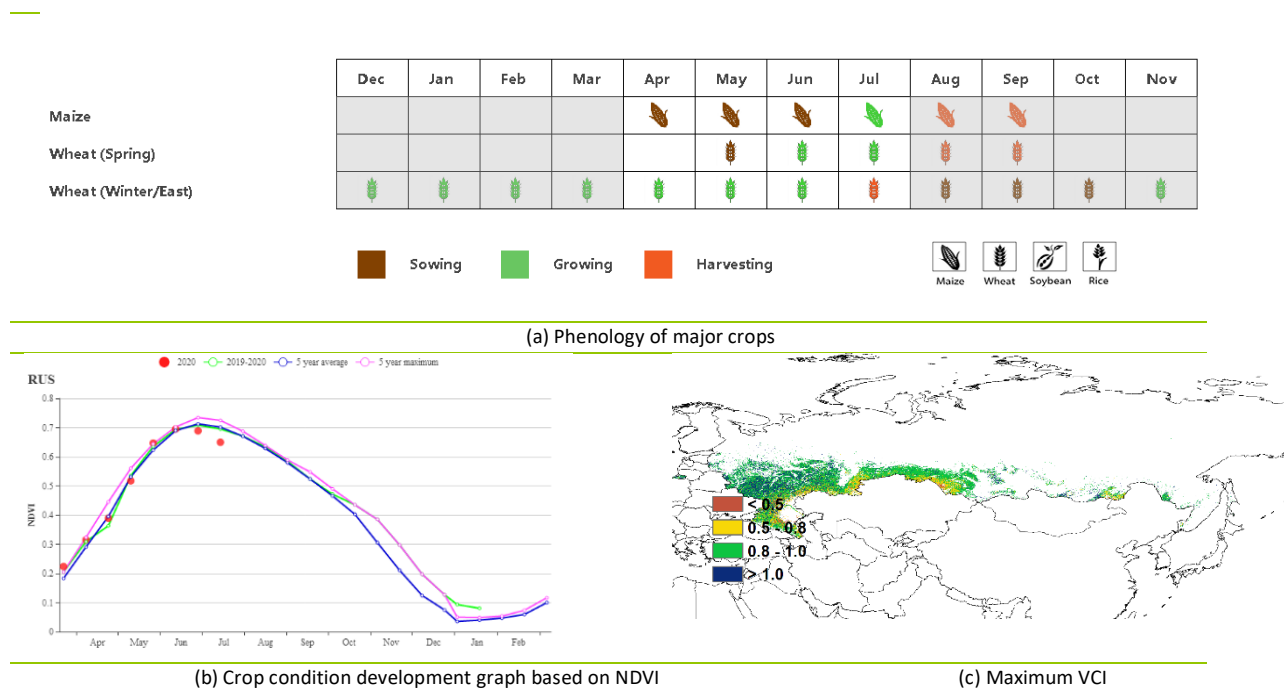 Dec Jan Feb Mar Apr May Jun Jul Aug Sep Oct Nov
Maize
Wheat (Spring)
Wheat (Winter/East)
Sowing Growing Harvesting
Maize Wheat Soybean Rice
(a) Phenology of major crops
2020 2019-2020 5 year average 5 year maximum
RUS
0.8
0.7
0.6
0.5
0.4
0.3
0.2
0.1
0
NDVI
Apr May Jun Jul Aug Sep Oct Nov Dec Jan Feb
< 0.5
0.5 - 0.8
0.8 - 1.0
> 1.0
(b) Crop condition development graph based on NDVI (c) Maximum VCI